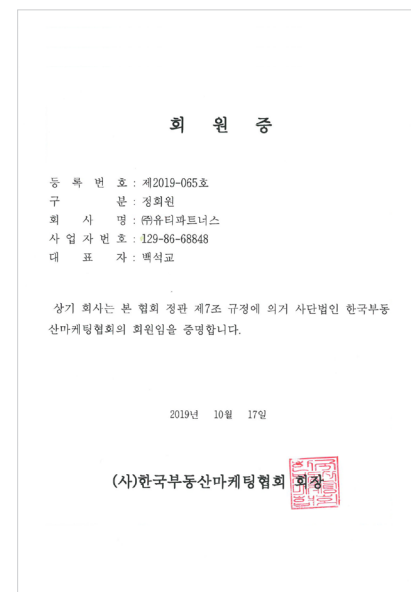 회 원 증
등 록 번 호 : 제2019-065호
구 분 : 정회원
회 사 명 : ㈜유티파트너스
사 업 자 번 호 : 129-86-68848
대 표 자 : 백석교
상기 회사는 본 협회 정관 제7조 규정에 의거 사단법인 한국부동
산마케팅협회의 회원임을 증명합니다.
2019년 10월 17일
(사)한국부동산마케팅협회 회장